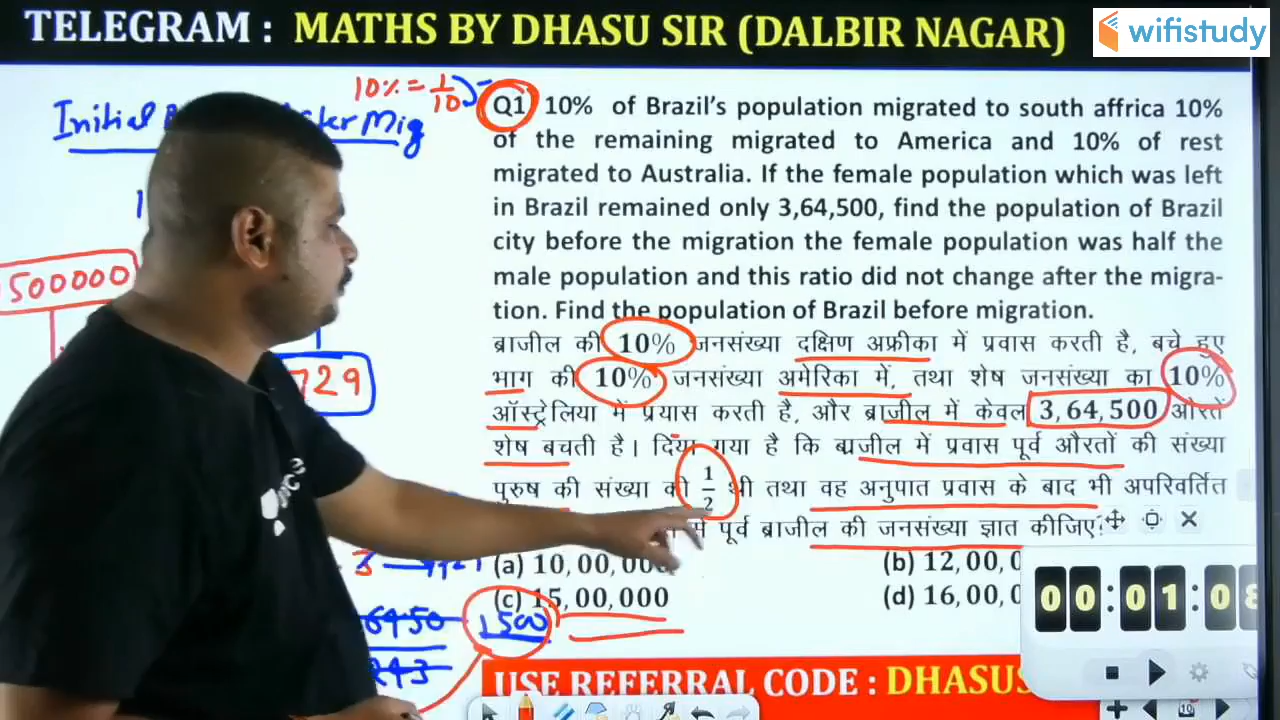 TELEGRAM : MATHS BY DHASU SIR (DALBIR NAGAR)
wifistudy
10% = 1/10
Initial Mig
500000
729
Q1 10% of Brazil's population migrated to south affrica 10%
of the remaining migrated to America and 10% of rest
migrated to Australia. If the female population which was left
in Brazil remained only 3,64,500, find the population of Brazil
city before the migration the female population was half the
male population and this ratio did not change after the migra-
tion. Find the population of Brazil before migration.
ब्राजील की 10% जनसंख्या दक्षिण अफ्रीका में प्रवास करती है, बचे हुए
भाग की 10% जनसंख्या अमेरिका में, तथा शेष जनसंख्या का 10%
ऑस्ट्रेलिया में प्रयास करती है, और ब्राजील में केवल 3,64,500 औरतें
शेष बचती है। दिया गया है कि ब्राजील में प्रवास पूर्व औरतों की संख्या
पुरुष की संख्या की 1/2 थी तथा वह अनुपात प्रवास के बाद भी अपरिवर्तित
पूर्व ब्राजील की जनसंख्या ज्ञात कीजिए?
(a) 10,00,000 (b) 12,00,0
(c) 15,00,000 (d) 16,00,0
3
6450 1500
243
00:01:08
USE REFERRAL CODE : DHASUS
10